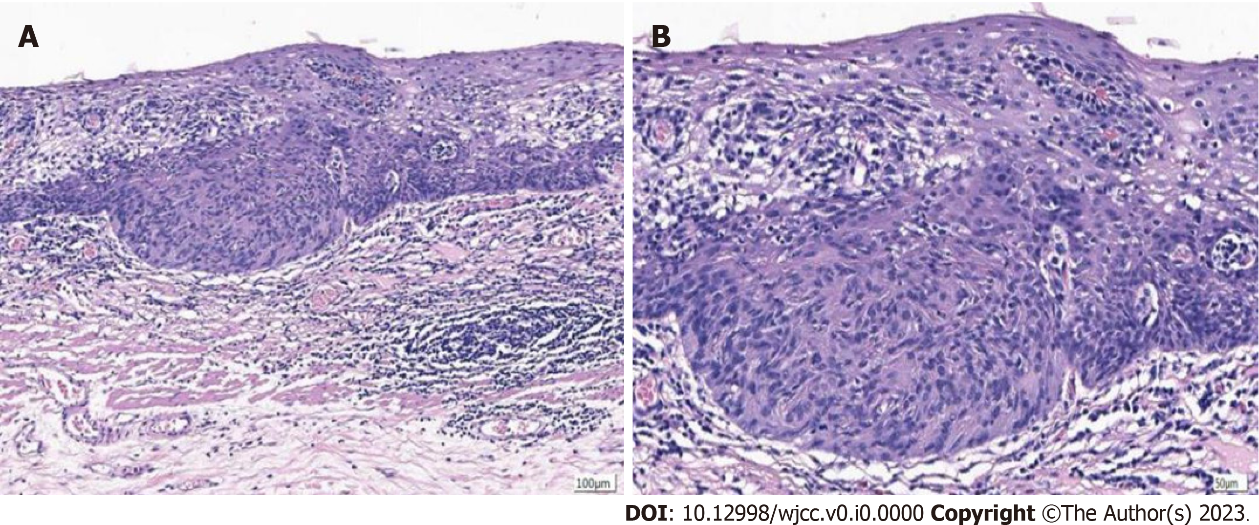 A
B
100µm
50µm
DOI: 10.12998/wjcc.v0.i0.0000 Copyright ©The Author(s) 2023.